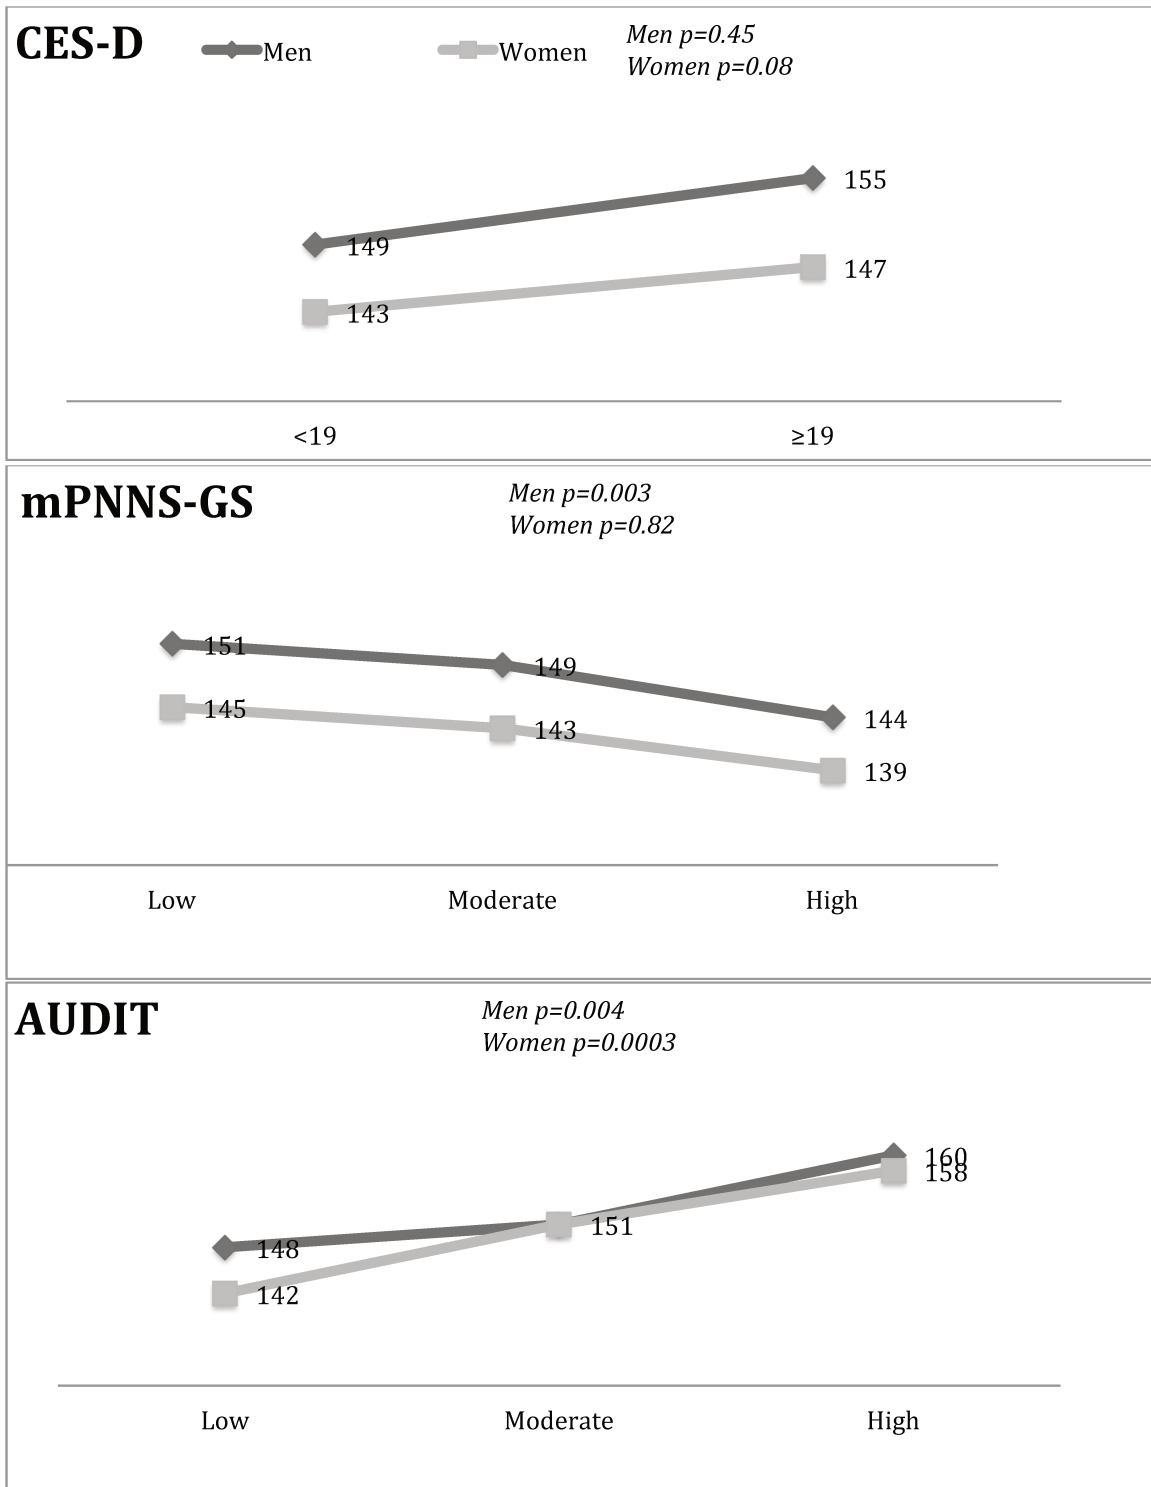 CES-D
Men
Women
Men p=0.45
Women p=0.08
155
149
147
143
<19
≥19
mPNNS-GS
Men p=0.003
Women p=0.82
151
149
144
145
143
139
Low
Moderate
High
AUDIT
Men p=0.004
Women p=0.0003
160
158
151
148
142
Low
Moderate
High